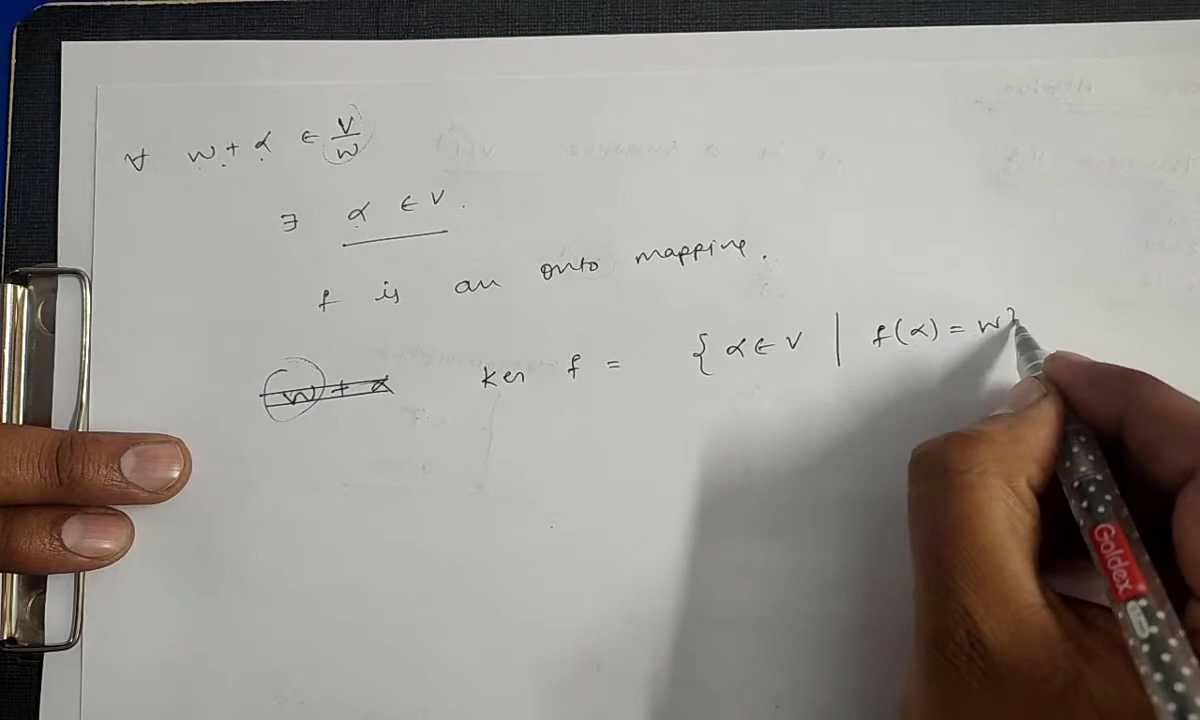 ∀ W + α ∈ V/W
∃ α ∈ V.
f is an onto mapping.
W + α Ker f = { α ∈ V | f(α) = W }
Goldex